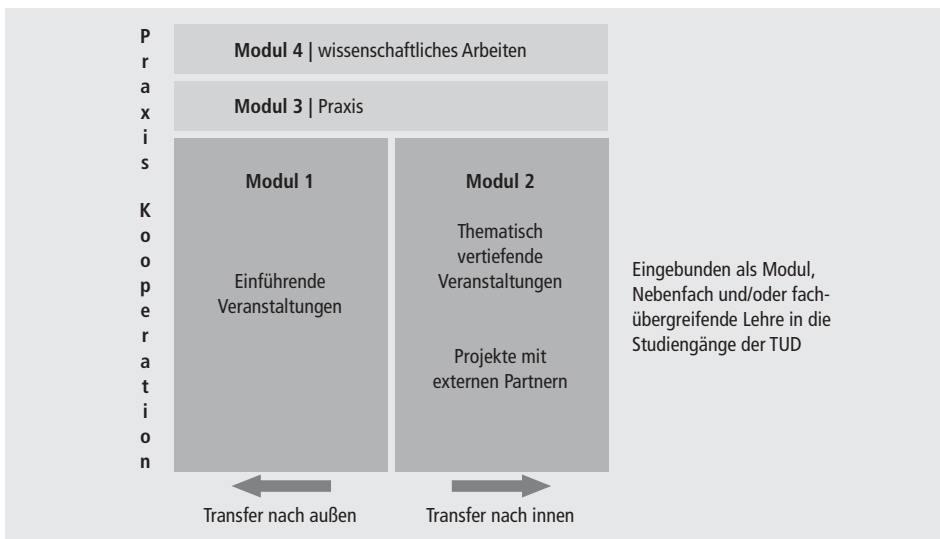 Praxis Kooperation
Modul 4 | wissenschaftliches Arbeiten
Modul 3 | Praxis
Modul 1
Einführende
Veranstaltungen
Modul 2
Thematisch
vertiefende
Veranstaltungen
Projekte mit
externen Partnern
Eingebunden als Modul,
Nebenfach und/oder fach-
übergreifende Lehre in die
Studiengänge der TUD
Transfer nach außen
Transfer nach innen